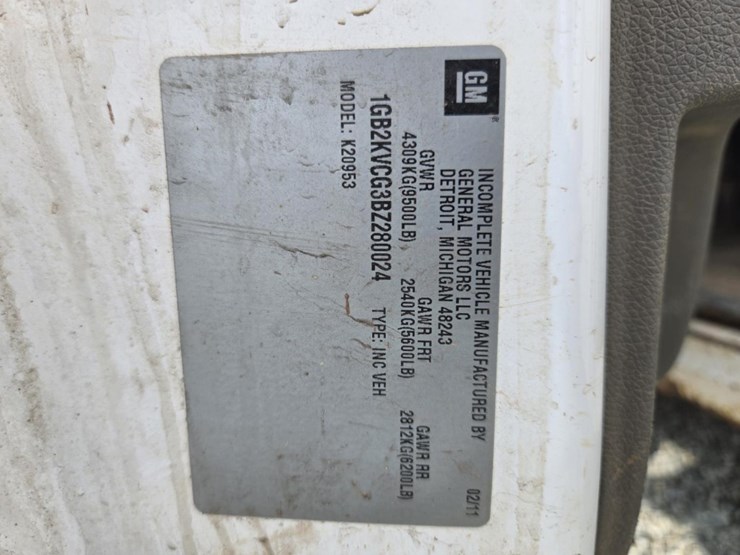 GM®
INCOMPLETE VEHICLE MANUFACTURED BY
GENERAL MOTORS LLC 02/11
DETROIT, MICHIGAN 48243
GVWR GAWR FRT GAWR RR
4309KG(9500LB) 2540KG(5600LB) 2812KG(6200LB)
1GB2KVCG3BZ280024 TYPE: INC VEH
MODEL: K20953